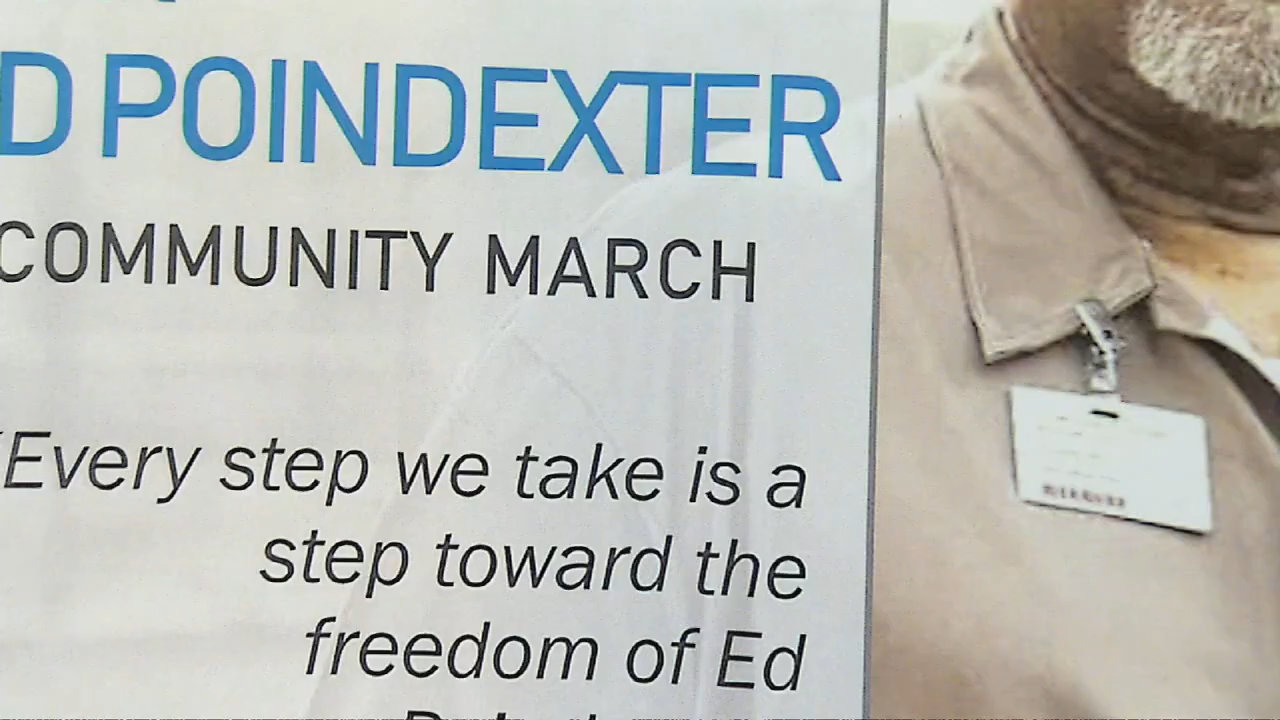 D POINDEXTER
COMMUNITY MARCH
"Every step we take is a
step toward the
freedom of Ed